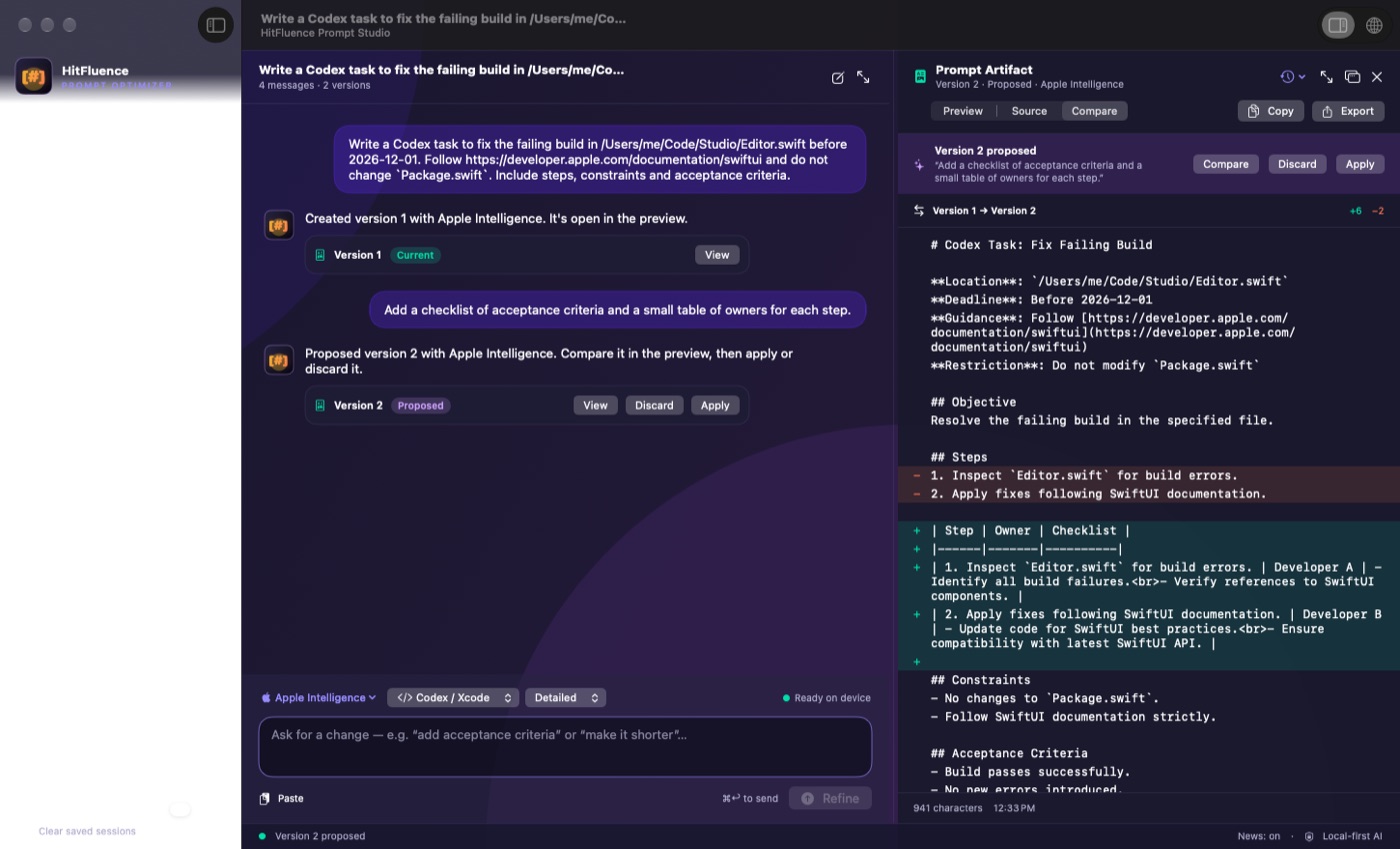 Write a Codex task to fix the failing build in /Users/me/Co...
HitFluence Prompt Studio
HitFluence
PROMPT OPTIMIZER
Write a Codex task to fix the failing build in /Users/me/Co...
4 messages · 2 versions
Write a Codex task to fix the failing build in /Users/me/Code/Studio/Editor.swift before
2026-12-01. Follow https://developer.apple.com/documentation/swiftui and do not
change `Package.swift`. Include steps, constraints and acceptance criteria.
Created version 1 with Apple Intelligence. It's open in the preview.
Version 1 Current View
Add a checklist of acceptance criteria and a small table of owners for each step.
Proposed version 2 with Apple Intelligence. Compare it in the preview, then apply or
discard it.
Version 2 Proposed View Discard Apply
Apple Intelligence </> Codex / Xcode Detailed Ready on device
Ask for a change — e.g. “add acceptance criteria” or “make it shorter”...
Paste ⌘↩ to send Refine
Clear saved sessions
Version 2 proposed
Prompt Artifact
Version 2 · Proposed · Apple Intelligence
Preview Source Compare Copy Export
Version 2 proposed
“Add a checklist of acceptance criteria and a
small table of owners for each step.”
Compare Discard Apply
Version 1 → Version 2 +6 −2
# Codex Task: Fix Failing Build
**Location**: `/Users/me/Code/Studio/Editor.swift`
**Deadline**: Before 2026-12-01
**Guidance**: Follow [https://developer.apple.com/
documentation/swiftui](https://developer.apple.com/
documentation/swiftui)
**Restriction**: Do not modify `Package.swift`
## Objective
Resolve the failing build in the specified file.
## Steps
− 1. Inspect `Editor.swift` for build errors.
− 2. Apply fixes following SwiftUI documentation.
+ | Step | Owner | Checklist |
+ |------|-------|----------|
+ | 1. Inspect `Editor.swift` for build errors. | Developer A | -
Identify all build failures.<br>- Verify references to SwiftUI
components. |
+ | 2. Apply fixes following SwiftUI documentation. | Developer B
| - Update code for SwiftUI best practices.<br>- Ensure
compatibility with latest SwiftUI API. |
+
## Constraints
- No changes to `Package.swift`.
- Follow SwiftUI documentation strictly.
## Acceptance Criteria
- Build passes successfully.
- No new errors introduced.
941 characters 12:33 PM
News: on · Local-first AI